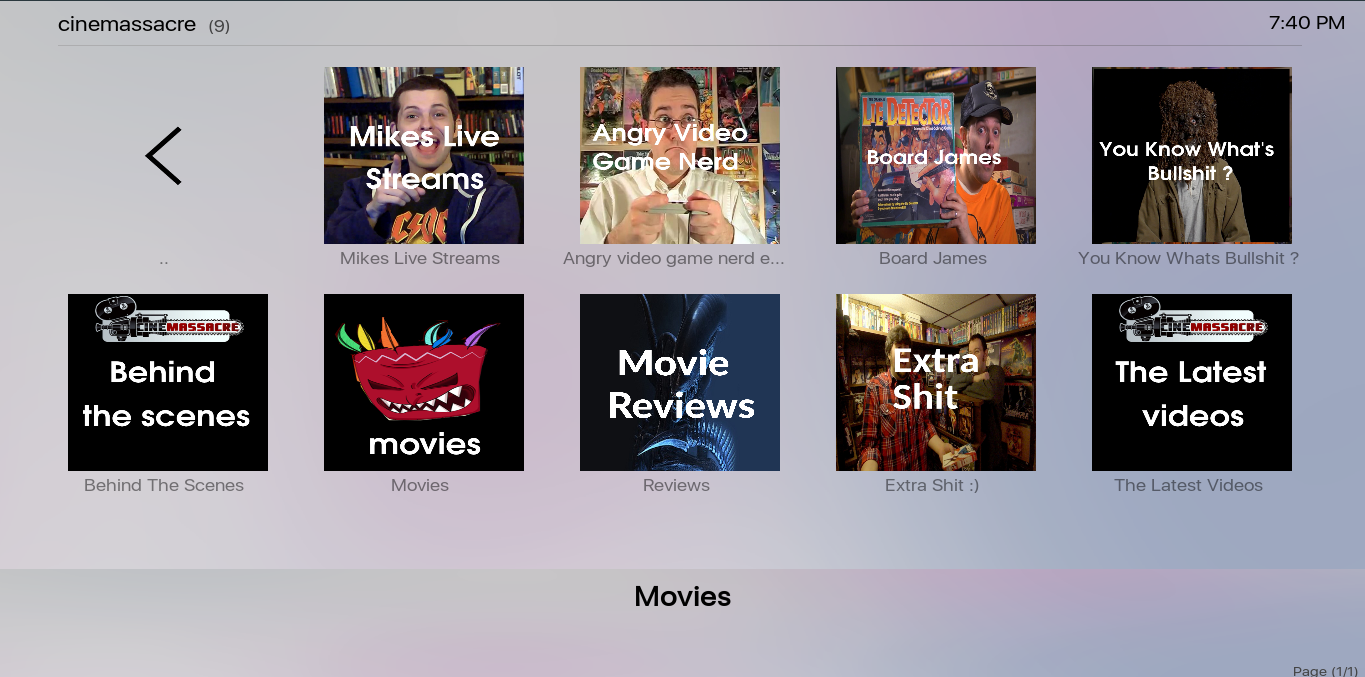 cinemassacre (9)
7:40 PM
Mikes Live
Streams
Angry Video
Game Nerd
LIE DETECTOR
Board James
You Know What's
Bullshit ?
..
Mikes Live Streams
Angry video game nerd e...
Board James
You Know Whats Bullshit ?
CINEMASSACRE
Behind
the scenes
movies
Movie
Reviews
Extra
Shit
CINEMASSACRE
The Latest
videos
Behind The Scenes
Movies
Reviews
Extra Shit :)
The Latest Videos
Movies
Page (1/1)